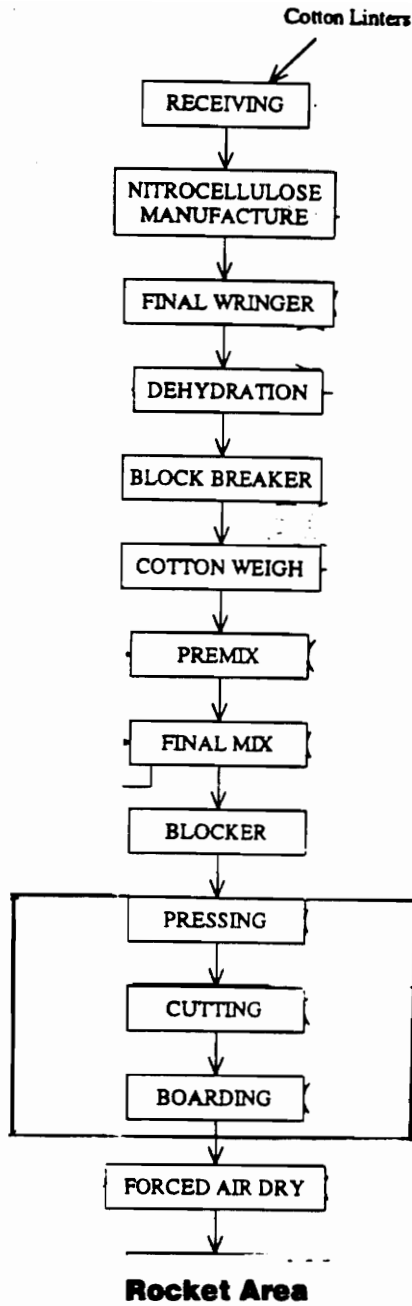 Cotton Linters
RECEIVING
NITROCELLULOSE
MANUFACTURE
FINAL WRINGER
DEHYDRATION
BLOCK BREAKER
COTTON WEIGH
PREMIX
FINAL MIX
BLOCKER
PRESSING
CUTTING
BOARDING
FORCED AIR DRY
Rocket Area